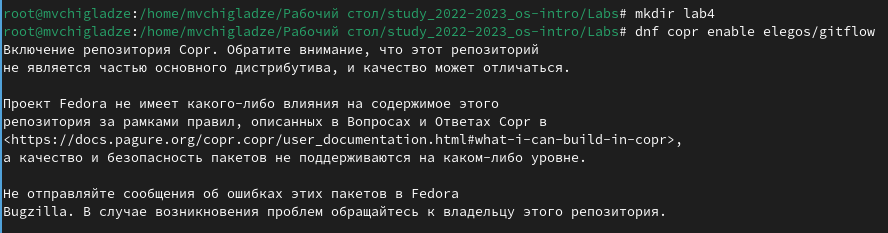 root@mvchigladze:/home/mvchigladze/Рабочий стол/study_2022-2023_os-intro/Labs# mkdir lab4
root@mvchigladze:/home/mvchigladze/Рабочий стол/study_2022-2023_os-intro/Labs# dnf copr enable elegos/gitflow
Включение репозитория Copr. Обратите внимание, что этот репозиторий
не является частью основного дистрибутива, и качество может отличаться.
Проект Fedora не имеет какого-либо влияния на содержимое этого
репозитория за рамками правил, описанных в Вопросах и Ответах Copr в
<https://docs.pagure.org/copr.copr/user_documentation.html#what-i-can-build-in-copr>,
а качество и безопасность пакетов не поддерживаются на каком-либо уровне.
Не отправляйте сообщения об ошибках этих пакетов в Fedora
Bugzilla. В случае возникновения проблем обращайтесь к владельцу этого репозитория.